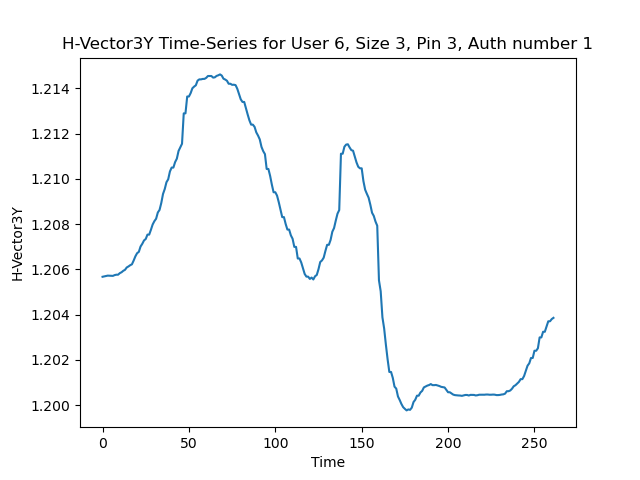 H-Vector3Y Time-Series for User 6, Size 3, Pin 3, Auth number 1
1.214
1.212
1.210
1.208
1.206
1.204
1.202
1.200
H-Vector3Y
0 50 100 150 200 250
Time